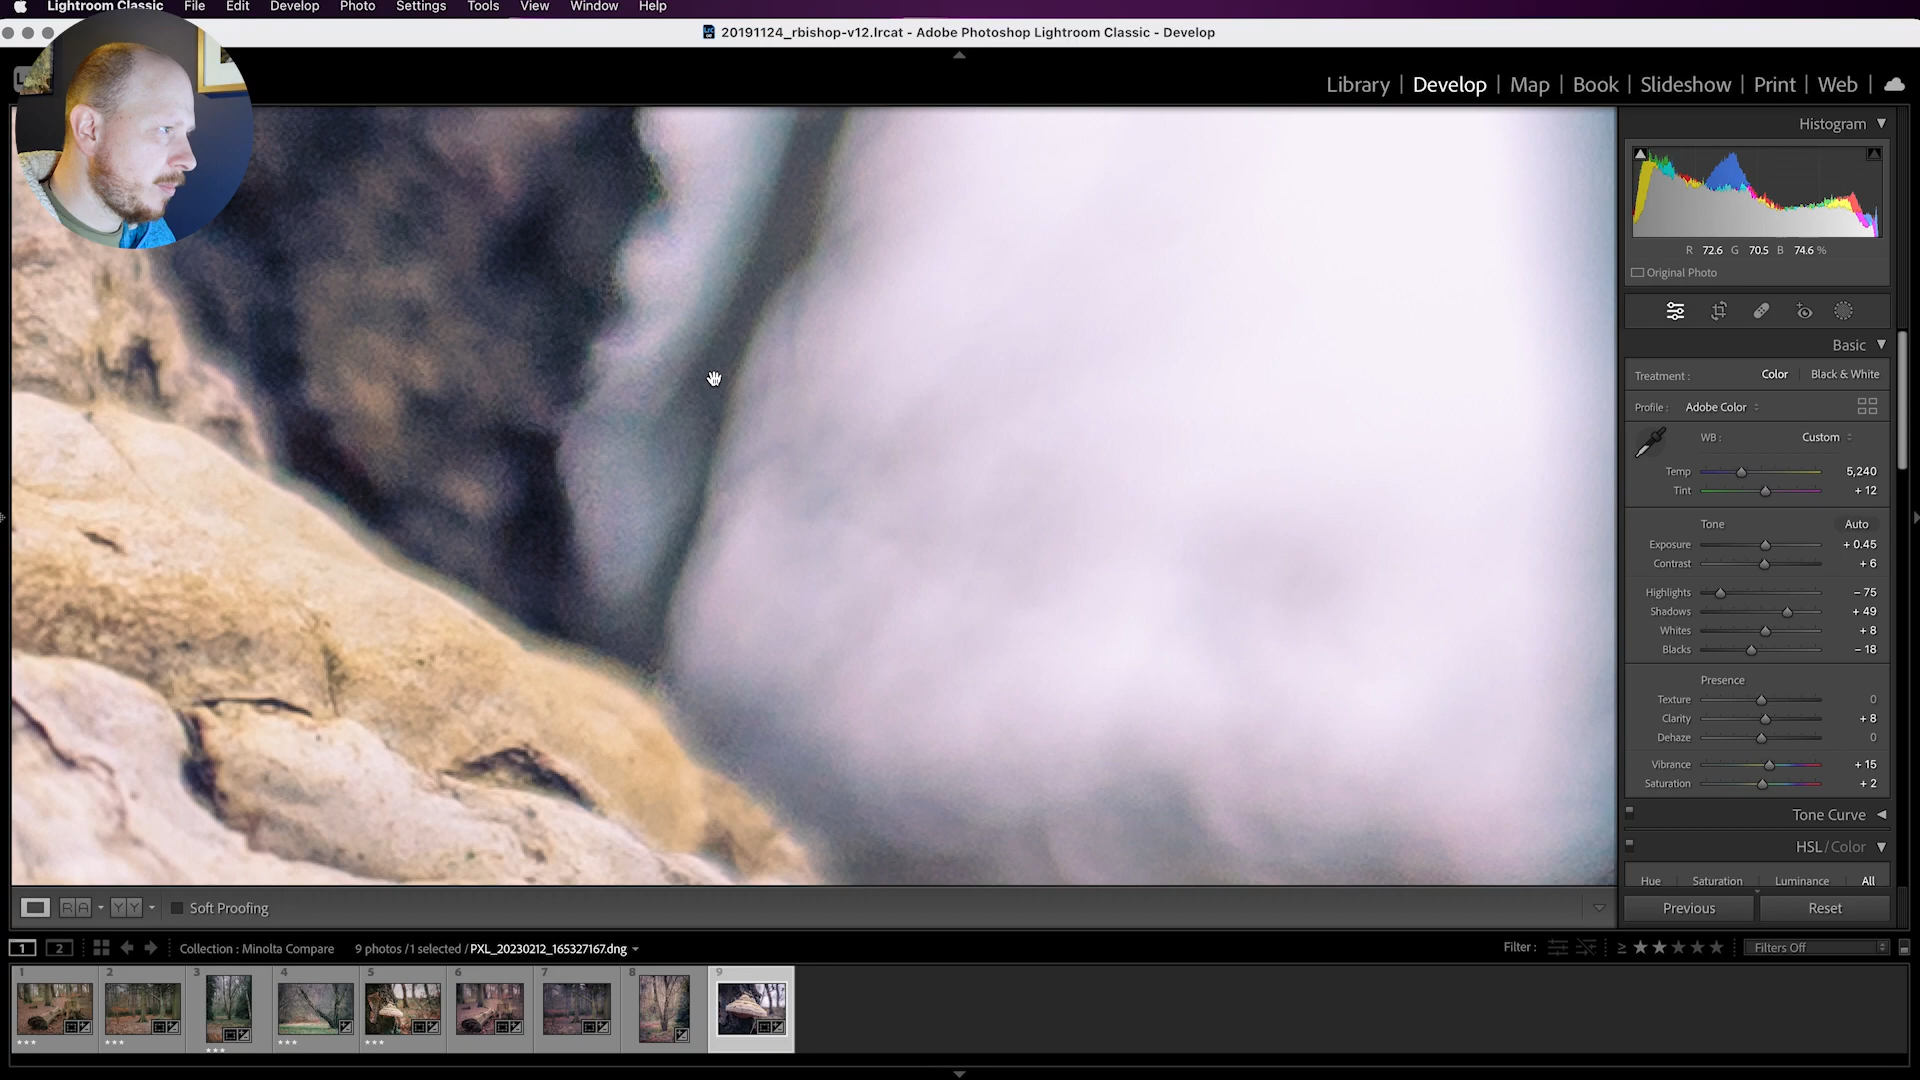 Lightroom Classic File Edit Develop Photo Settings Tools View Window Help
20191124_rbishop-v12.lrcat - Adobe Photoshop Lightroom Classic - Develop
Library | Develop | Map | Book | Slideshow | Print | Web
Histogram
R 72.6 G 70.5 B 74.6 %
Original Photo
Basic
Treatment : Color Black & White
Profile : Adobe Color
WB : Custom
Temp 5,240
Tint + 12
Tone Auto
Exposure + 0.45
Contrast + 6
Highlights − 75
Shadows + 49
Whites + 8
Blacks − 18
Presence
Texture 0
Clarity + 8
Dehaze 0
Vibrance + 15
Saturation + 2
Tone Curve
HSL / Color
Hue Saturation Luminance All
Soft Proofing
Previous Reset
1 2 Collection : Minolta Compare 9 photos /1 selected / PXL_20230212_165327167.dng Filter : ≥ ★★★★★ Filters Off
1 2 3 4 5 6 7 8 9